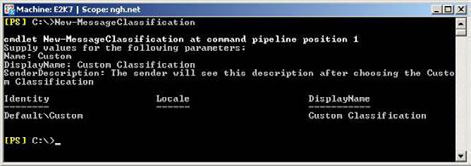 Machine: E2K7 | Scope: ngh.net
[PS] C:\>New-MessageClassification
cmdlet New-MessageClassification at command pipeline position 1
Supply values for the following parameters:
Name: Custom
DisplayName: Custom Classification
SenderDescription: The sender will see this description after choosing the Custo
m Classification
Identity Locale DisplayName
-------- ------ -----------
Default\Custom Custom Classification
[PS] C:\>_